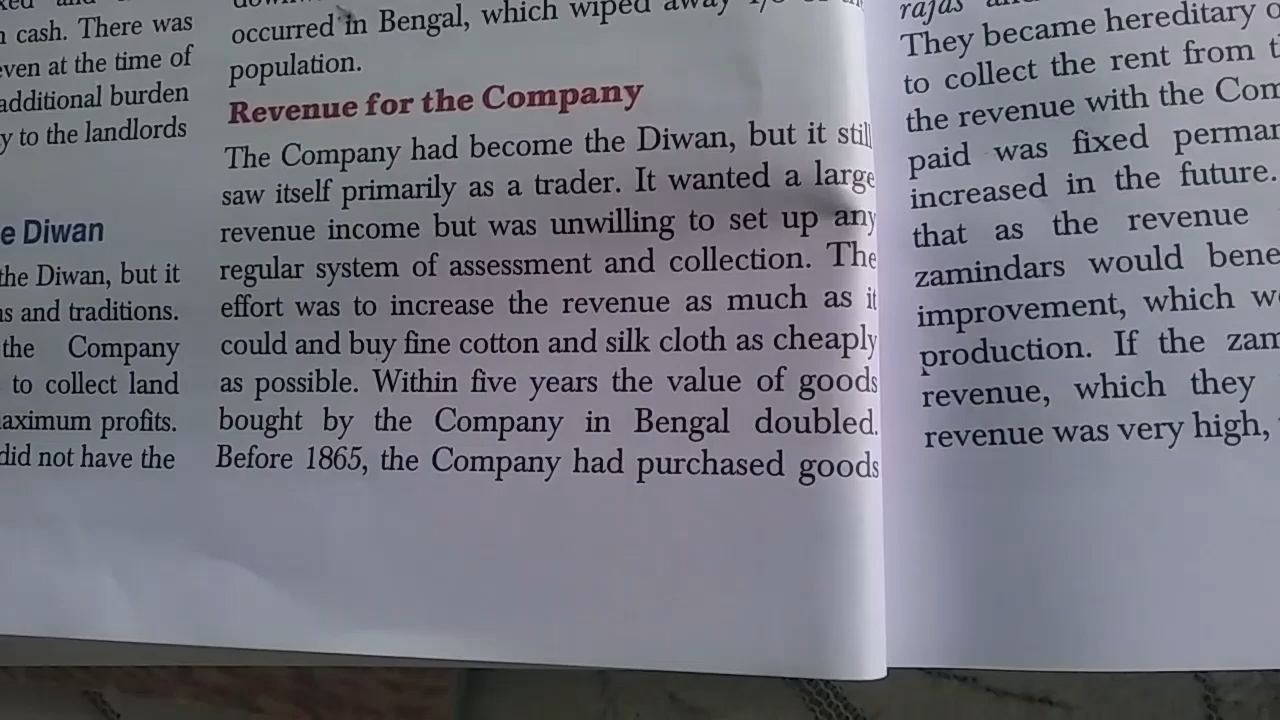 n cash. There was
even at the time of
additional burden
y to the landlords
e Diwan
the Diwan, but it
ns and traditions.
the Company
to collect land
maximum profits.
did not have the
occurred in Bengal, which wiped away
population.
Revenue for the Company
The Company had become the Diwan, but it still
saw itself primarily as a trader. It wanted a large
revenue income but was unwilling to set up any
regular system of assessment and collection. The
effort was to increase the revenue as much as it
could and buy fine cotton and silk cloth as cheaply
as possible. Within five years the value of goods
bought by the Company in Bengal doubled.
Before 1865, the Company had purchased goods
rajas
They became hereditary
to collect the rent from
the revenue with the Com
paid was fixed perman
increased in the future.
that as the revenue
zamindars would bene
improvement, which
production. If the zam
revenue, which they
revenue was very high,